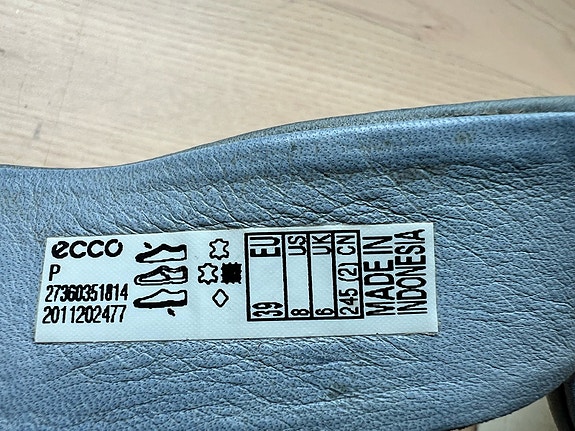 ecco
P
27360351814
2011202477
39 EU
8 US
6 UK
245 (2) CN
MADE IN
INDONESIA